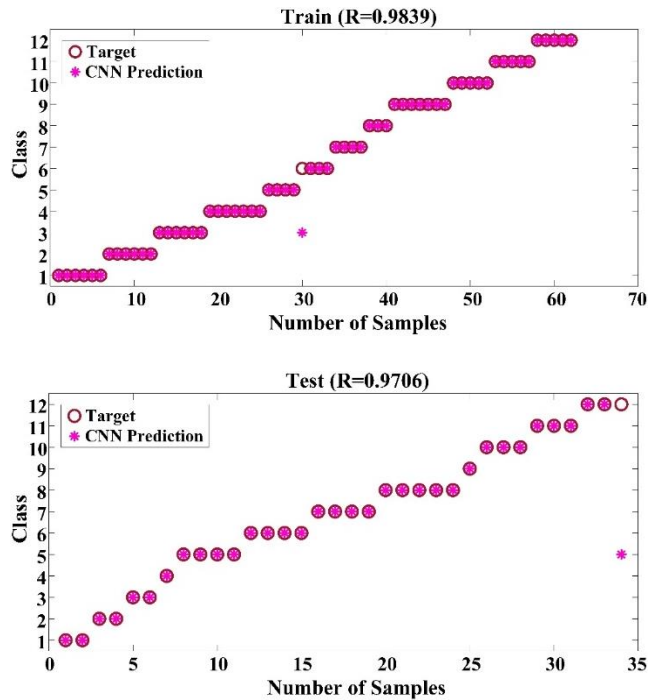 Train (R=0.9839)
12
11
10
9
8
7
6
5
4
3
2
1
Class
Target
CNN Prediction
0 10 20 30 40 50 60 70
Number of Samples
Test (R=0.9706)
12
11
10
9
8
7
6
5
4
3
2
1
Class
Target
CNN Prediction
0 5 10 15 20 25 30 35
Number of Samples